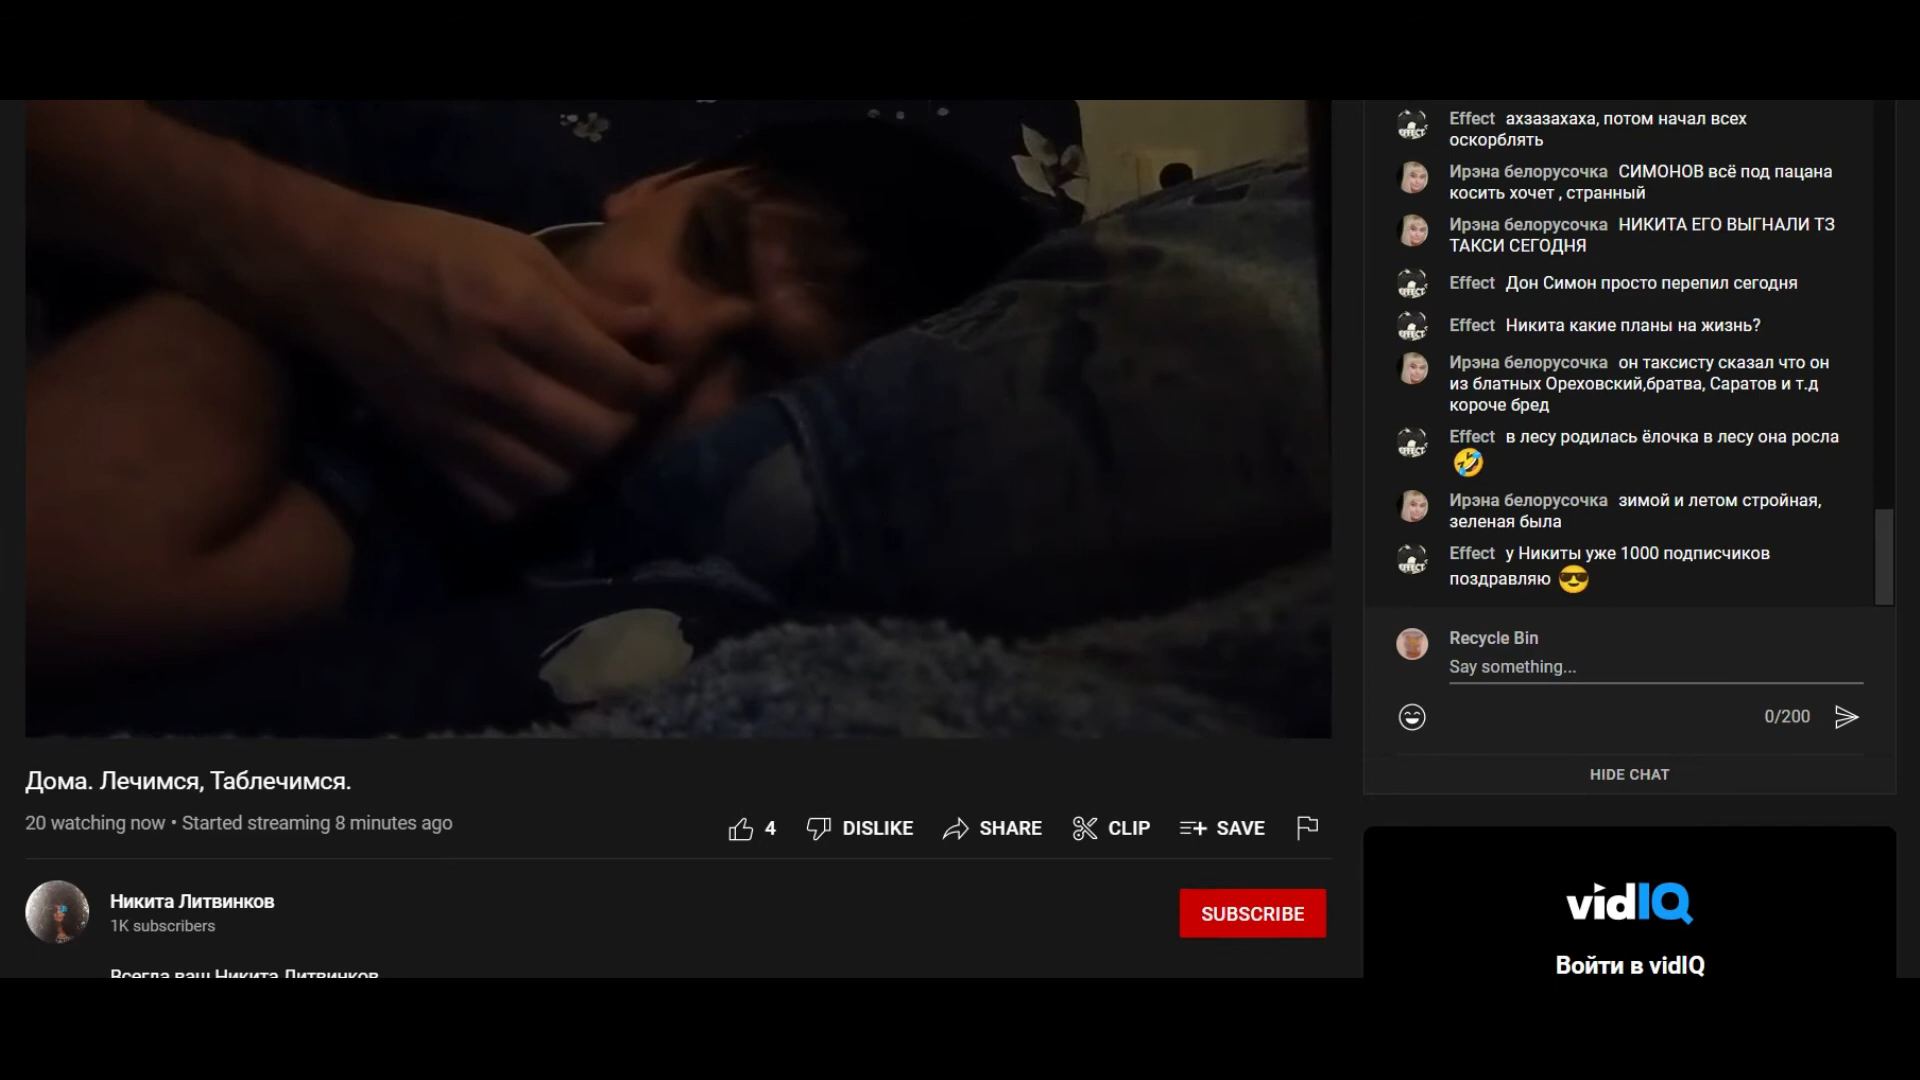 Effect ахзазахаха, потом начал всех
оскорблять
Ирэна белорусочка СИМОНОВ всё под пацана
косить хочет , странный
Ирэна белорусочка НИКИТА ЕГО ВЫГНАЛИ ТЗ
ТАКСИ СЕГОДНЯ
Effect Дон Симон просто перепил сегодня
Effect Никита какие планы на жизнь?
Ирэна белорусочка он таксисту сказал что он
из блатных Ореховский,братва, Саратов и т.д
короче бред
Effect в лесу родилась ёлочка в лесу она росла
Ирэна белорусочка зимой и летом стройная,
зеленая была
Effect у Никиты уже 1000 подписчиков
поздравляю
Recycle Bin
Say something...
0/200
HIDE CHAT
Дома. Лечимся, Таблечимся.
20 watching now • Started streaming 8 minutes ago
4 DISLIKE SHARE CLIP SAVE
Никита Литвинков
1K subscribers
SUBSCRIBE
Всегда ваш Никита Литвинков
vidIQ
Войти в vidIQ